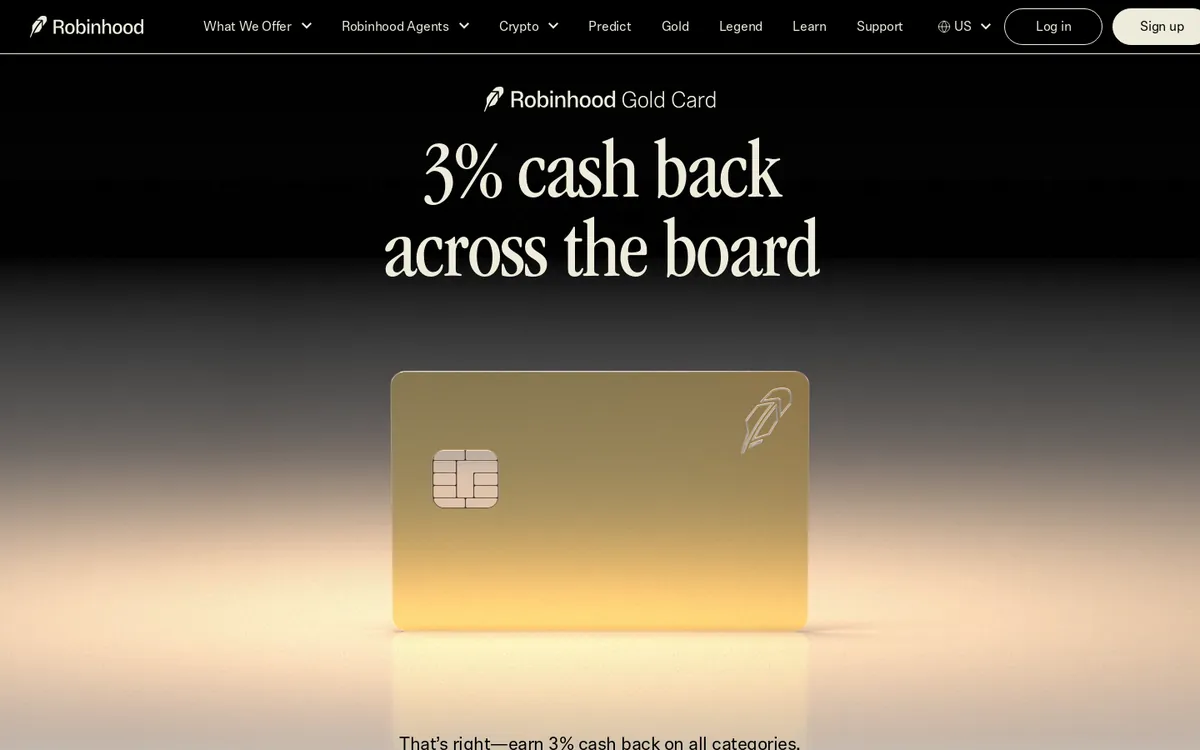 Robinhood What We Offer Robinhood Agents Crypto Predict Gold Legend Learn Support US Log in Sign up
Robinhood Gold Card
3% cash back
across the board
That's right—earn 3% cash back on all categories.